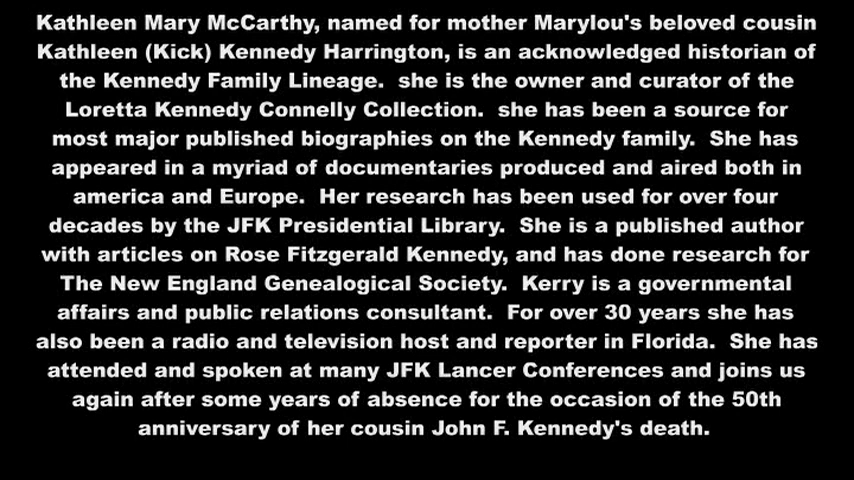 Kathleen Mary McCarthy, named for mother Marylou's beloved cousin
Kathleen (Kick) Kennedy Harrington, is an acknowledged historian of
the Kennedy Family Lineage.  she is the owner and curator of the
Loretta Kennedy Connelly Collection.  she has been a source for
most major published biographies on the Kennedy family.  She has
appeared in a myriad of documentaries produced and aired both in
america and Europe.  Her research has been used for over four
decades by the JFK Presidential Library.  She is a published author
with articles on Rose Fitzgerald Kennedy, and has done research for
The New England Genealogical Society.  Kerry is a governmental
affairs and public relations consultant.  For over 30 years she has
also been a radio and television host and reporter in Florida.  She has
attended and spoken at many JFK Lancer Conferences and joins us
again after some years of absence for the occasion of the 50th
anniversary of her cousin John F. Kennedy's death.